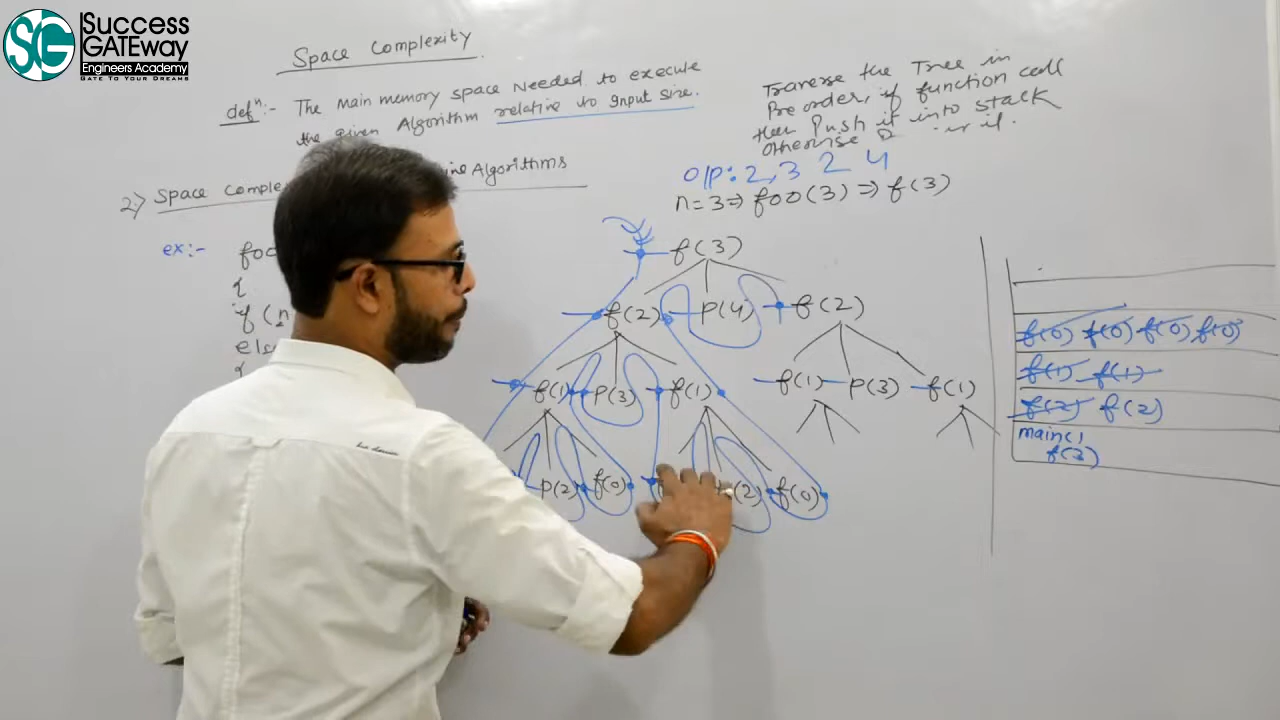 Success
GATEway
Engineers Academy
GATE TO YOUR DREAMS
Space Complexity
defn:- The main memory space Needed to execute
the given Algorithm relative to input size.
2) Space Comple Algorithms
ex:- foo
{
if (n
els
{
Traverse the Tree in
Preorder, if function call
then Push it into stack
otherwise it.
O/P: 2, 3 2 4
n=3 => foo(3) => f(3)
f(3)
f(2) P(4) f(2)
f(1) P(3) f(1) f(1) P(3) f(1)
P(2) f(0) (2) f(0)
f(0) f(0) f(0) f(0)
f(1) f(1)
f(2) f(2)
main()
f(3)